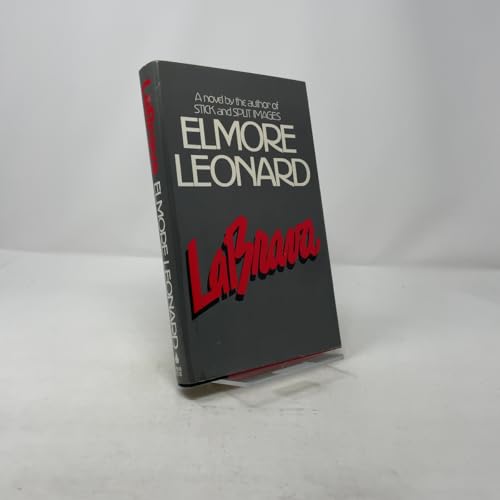 A novel by the author of
STICK and SPLIT IMAGES
ELMORE
LEONARD
LaBrava
LaBrava ELMORE LEONARD